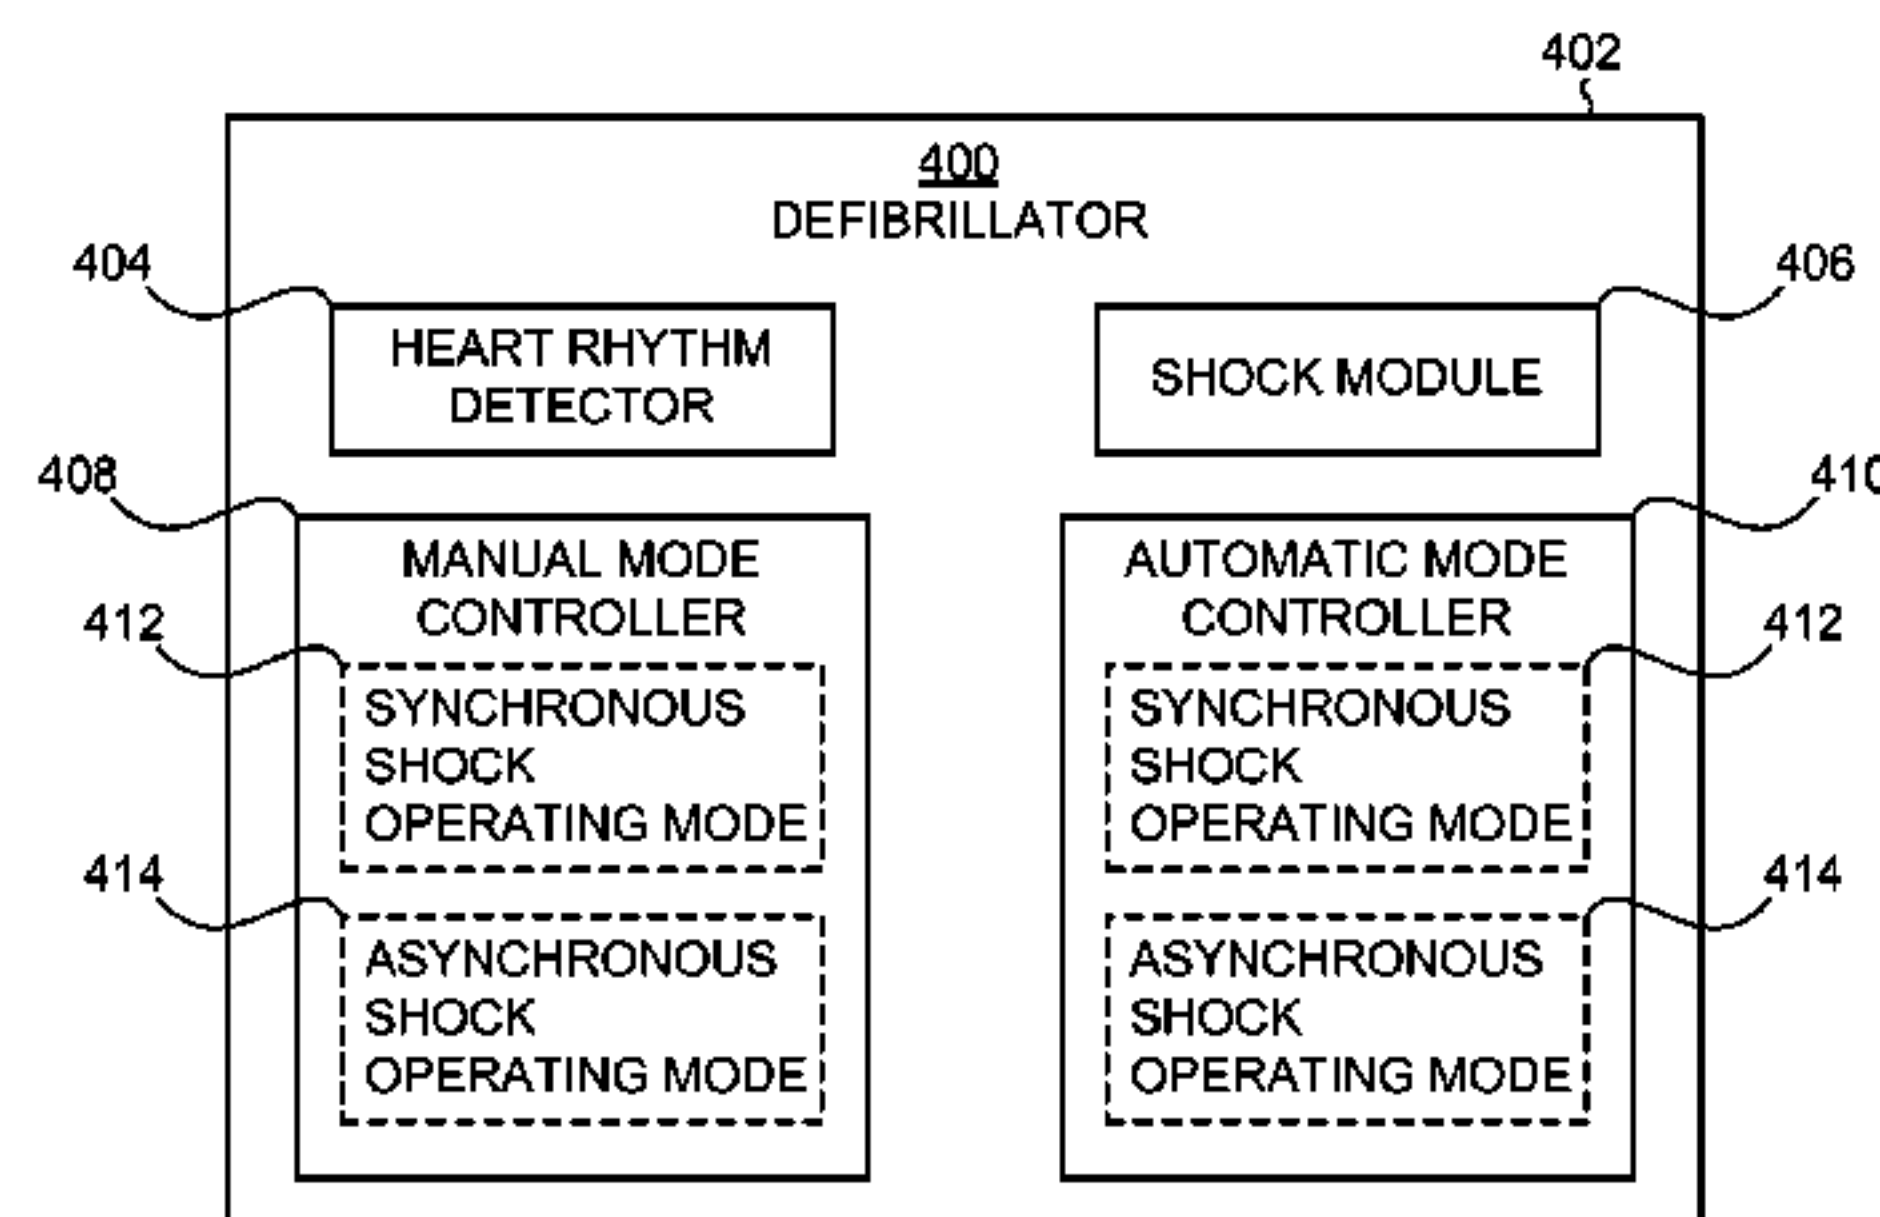 402
400
DEFIBRILLATOR
404
406
HEART RHYTHM
DETECTOR
SHOCK MODULE
408
410
MANUAL MODE
CONTROLLER
AUTOMATIC MODE
CONTROLLER
412
412
SYNCHRONOUS
SHOCK
OPERATING MODE
SYNCHRONOUS
SHOCK
OPERATING MODE
414
414
ASYNCHRONOUS
SHOCK
OPERATING MODE
ASYNCHRONOUS
SHOCK
OPERATING MODE